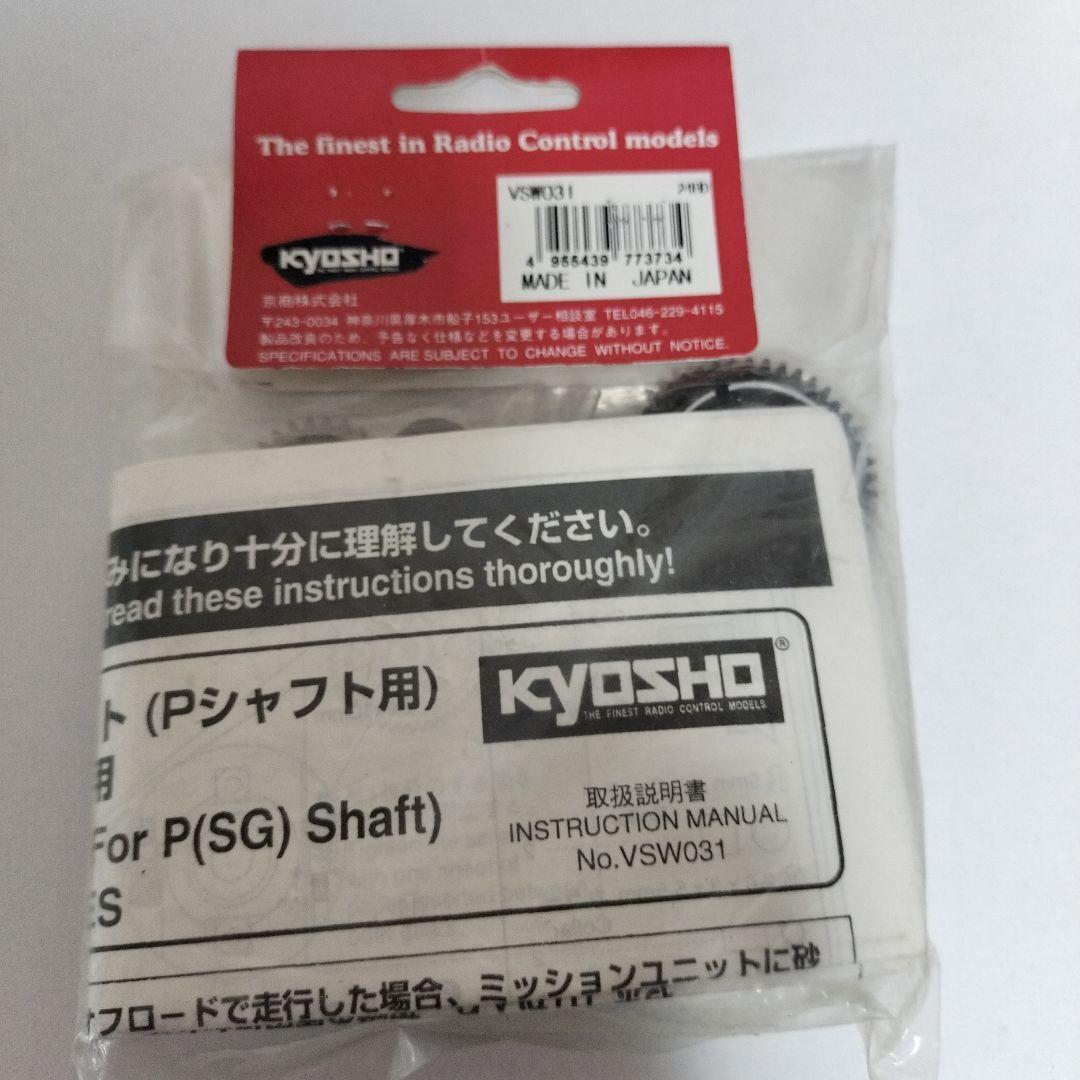 The finest in Radio Control models
VSW031
4 955439 773734
MADE IN JAPAN
KYOSHO
THE FINEST RADIO CONTROL MODELS
京商株式会社
〒243-0034 神奈川県厚木市船子153ユーザー相談室 TEL046-229-4115
製品改良のため、予告なく仕様などを変更する場合があります。
SPECIFICATIONS ARE SUBJECT TO CHANGE WITHOUT NOTICE.
みになり十分に理解してください。
read these instructions thoroughly!
ト (Pシャフト用)
用
For P(SG) Shaft)
ES
KYOSHO®
THE FINEST RADIO CONTROL MODELS
取扱説明書
INSTRUCTION MANUAL
No.VSW031
オフロードで走行した場合、ミッションユニットに砂